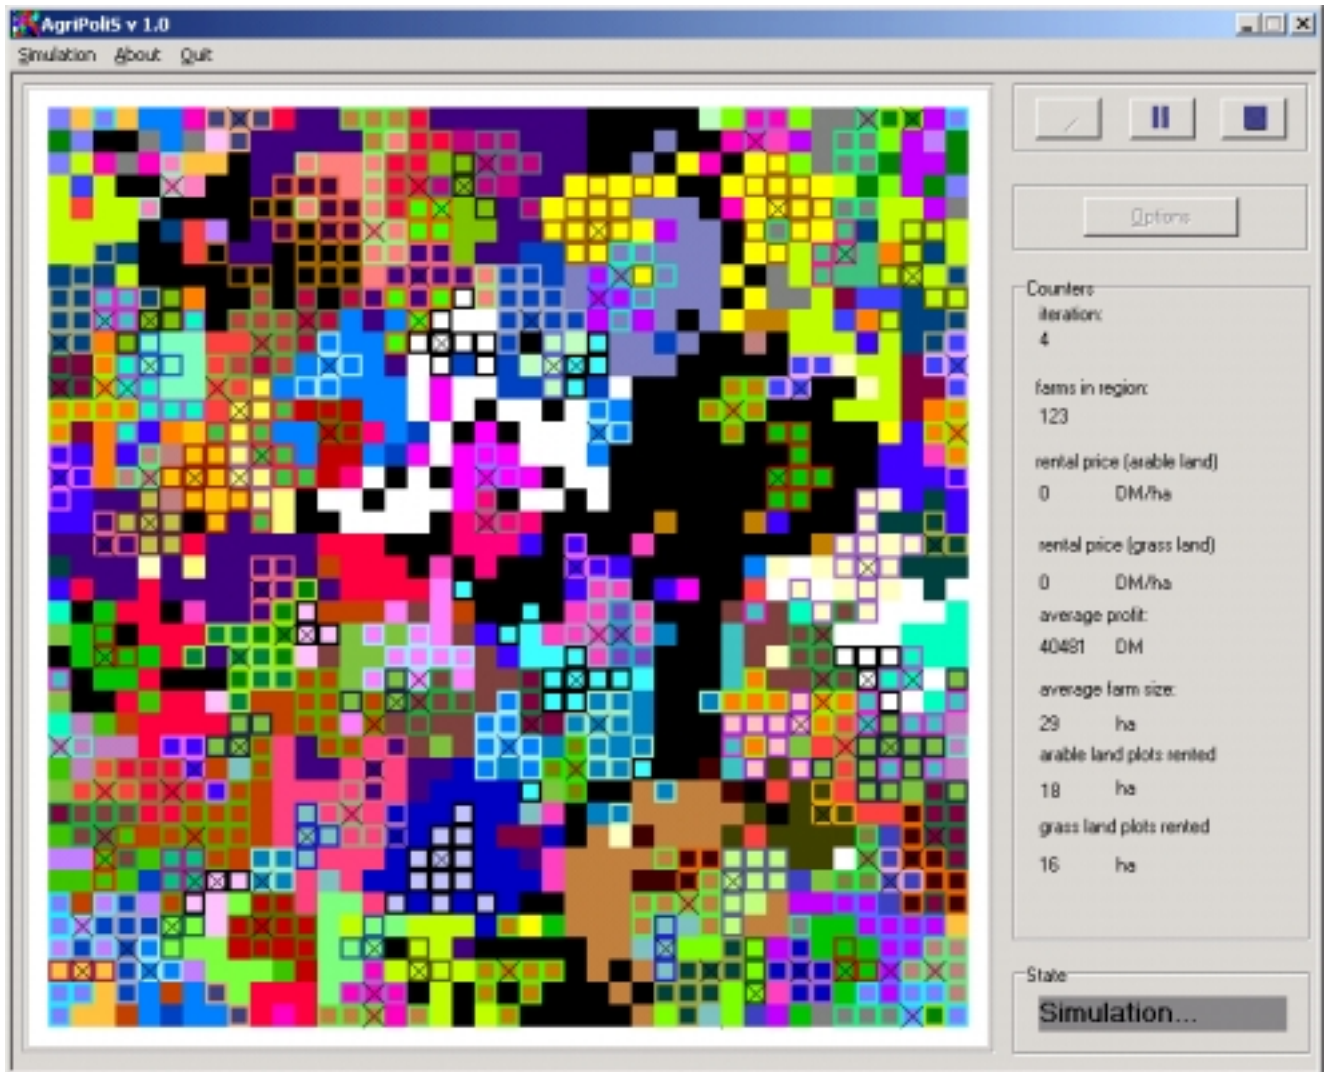 AgriPoliS v 1.0
Simulation About Quit
Options
Counters
iteration:
4
farms in region:
123
rental price (arable land)
0 DM/ha
rental price (grass land)
0 DM/ha
average profit:
40481 DM
average farm size:
29 ha
arable land plots rented
18 ha
grass land plots rented
16 ha
State
Simulation...